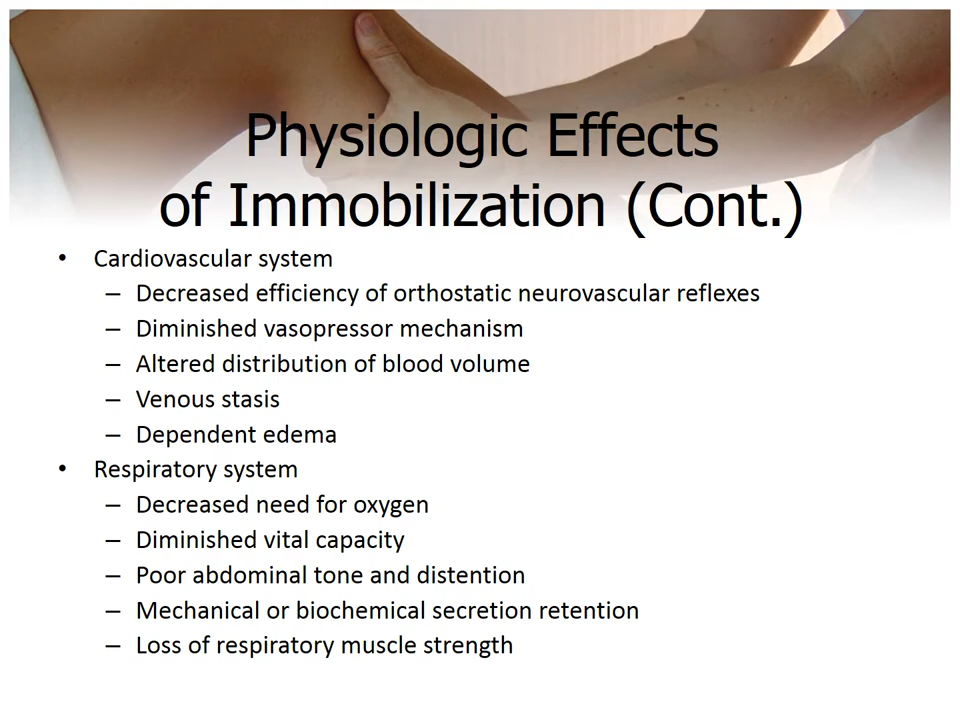 Physiologic Effects
of Immobilization (Cont.)
• Cardiovascular system
– Decreased efficiency of orthostatic neurovascular reflexes
– Diminished vasopressor mechanism
– Altered distribution of blood volume
– Venous stasis
– Dependent edema
• Respiratory system
– Decreased need for oxygen
– Diminished vital capacity
– Poor abdominal tone and distention
– Mechanical or biochemical secretion retention
– Loss of respiratory muscle strength